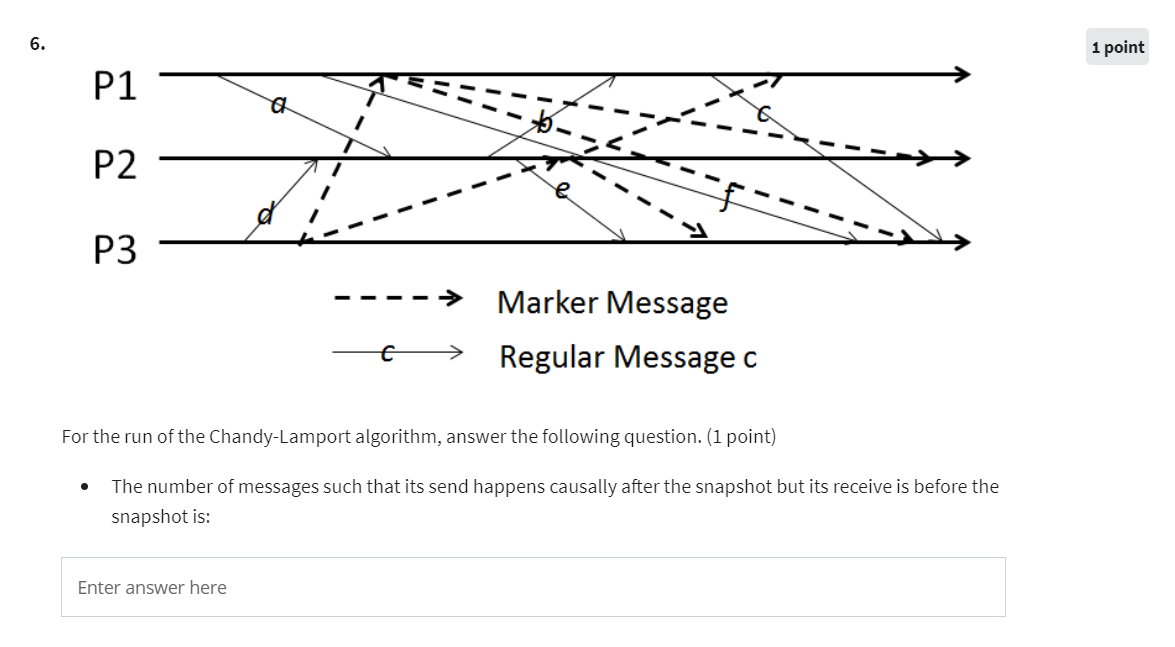 6.
1 point
P1
a
b
c
P2
d
e
f
P3
Marker Message
c
Regular Message c
For the run of the Chandy-Lamport algorithm, answer the following question. (1 point)
• The number of messages such that its send happens causally after the snapshot but its receive is before the
snapshot is:
Enter answer here